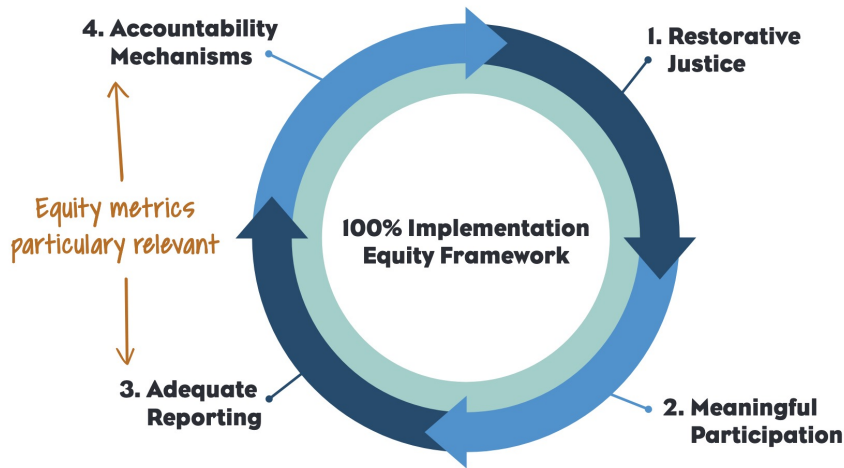 4. Accountability
Mechanisms
1. Restorative
Justice
Equity metrics
particulary relevant
100% Implementation
Equity Framework
3. Adequate
Reporting
2. Meaningful
Participation